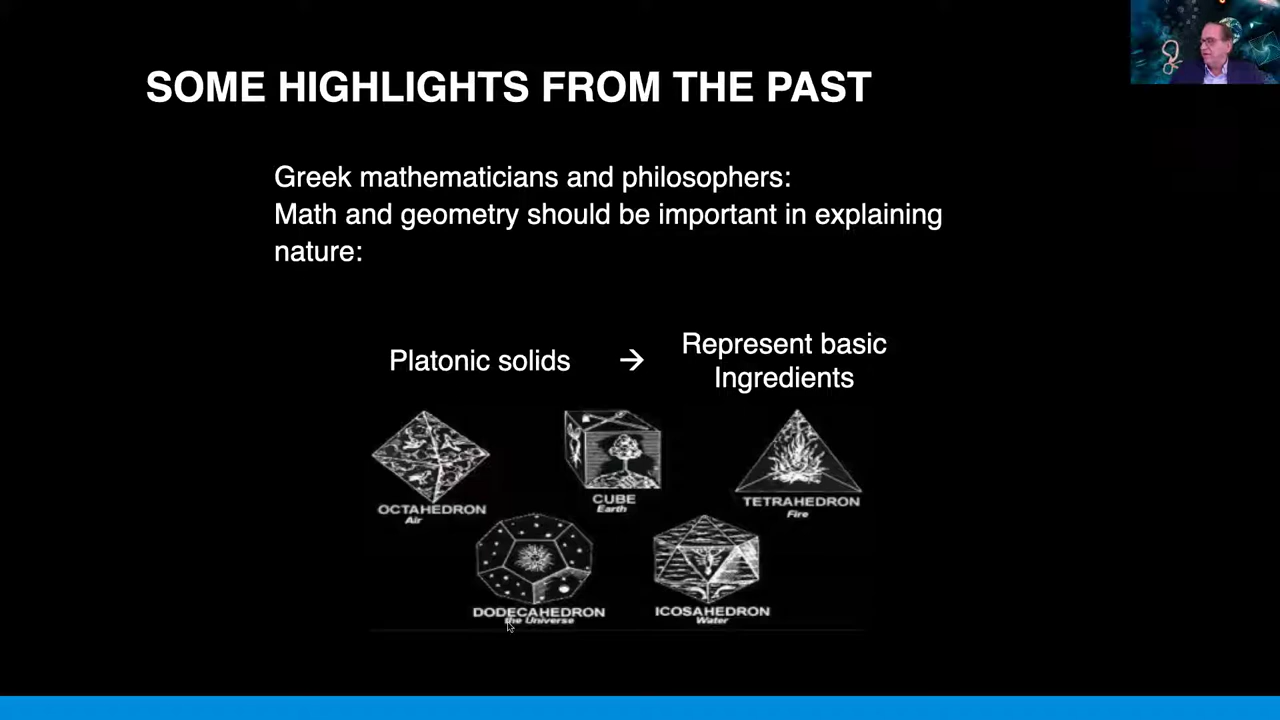 SOME HIGHLIGHTS FROM THE PAST
Greek mathematicians and philosophers:
Math and geometry should be important in explaining
nature:
Platonic solids → Represent basic
Ingredients
OCTAHEDRON
Air
CUBE
Earth
TETRAHEDRON
Fire
DODECAHEDRON
the Universe
ICOSAHEDRON
Water